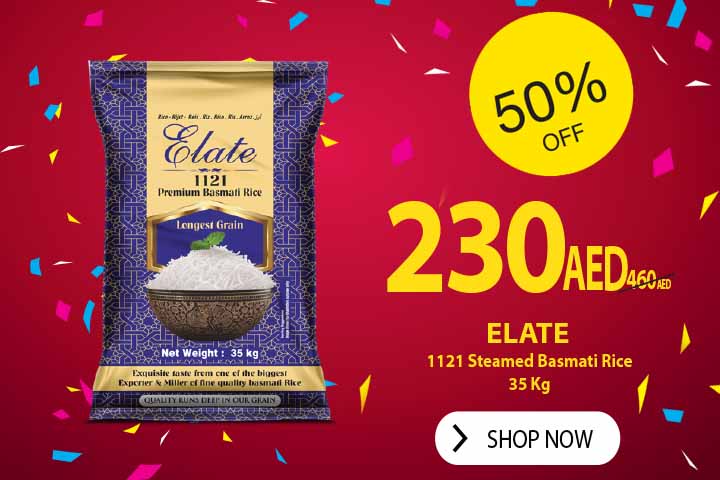 Elate
1121
Premium Basmati Rice
Longest Grain
Net Weight : 35 kg
Exquisite taste from one of the biggest
Exporter & Miller of fine quality basmati Rice
QUALITY RUNS DEEP IN OUR GRAIN
50%
OFF
230AED 460AED
ELATE
1121 Steamed Basmati Rice
35 Kg
SHOP NOW